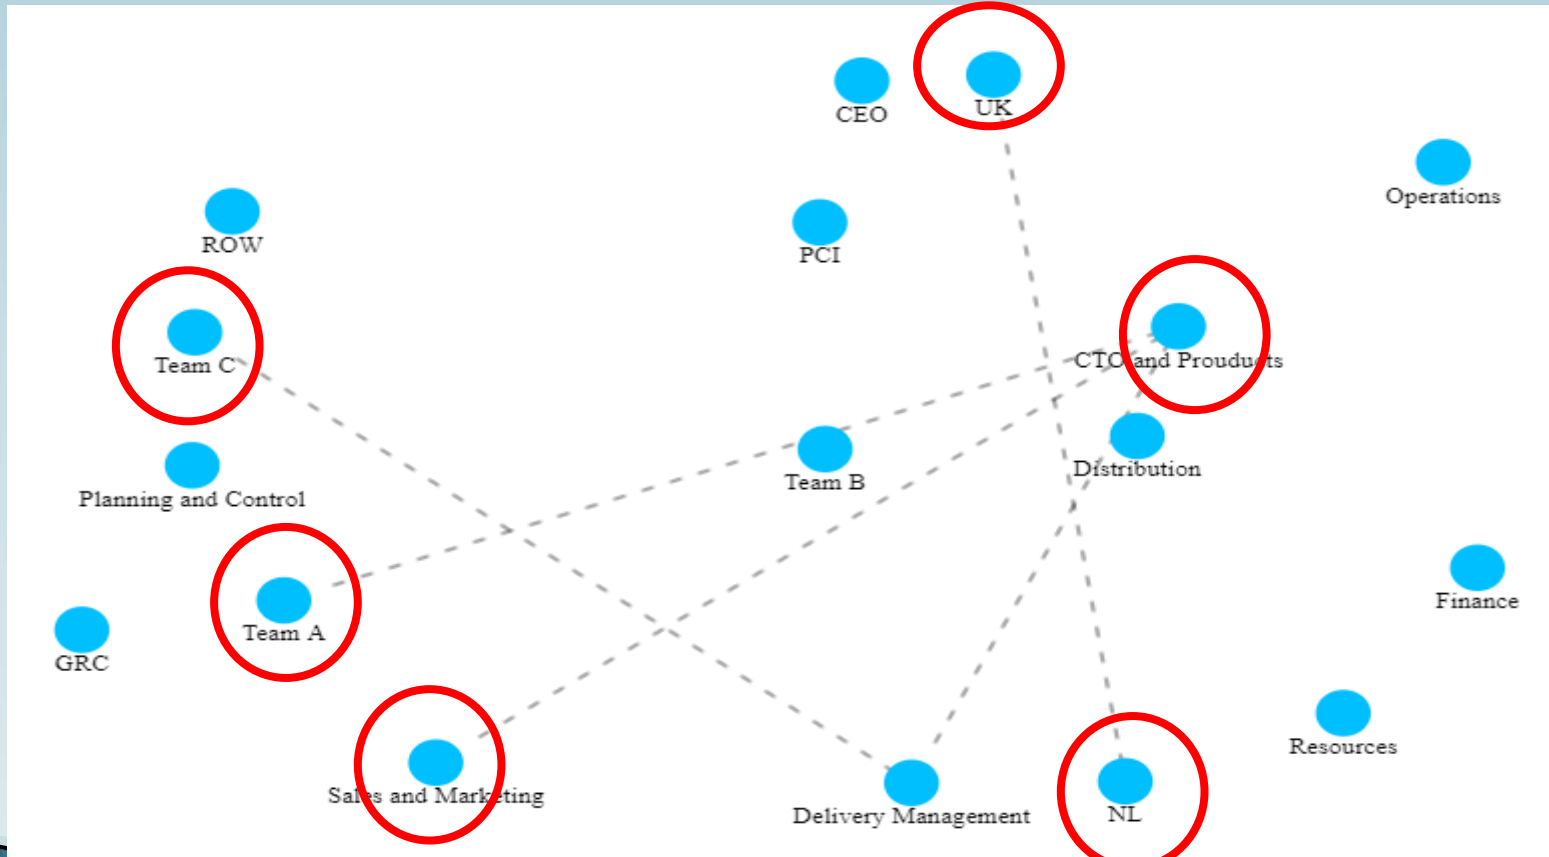 CEO
UK
Operations
ROW
PCI
Team C
CTO and Prouducts
Planning and Control
Team B
Distribution
Team A
GRC
Finance
Sales and Marketing
Delivery Management
NL
Resources